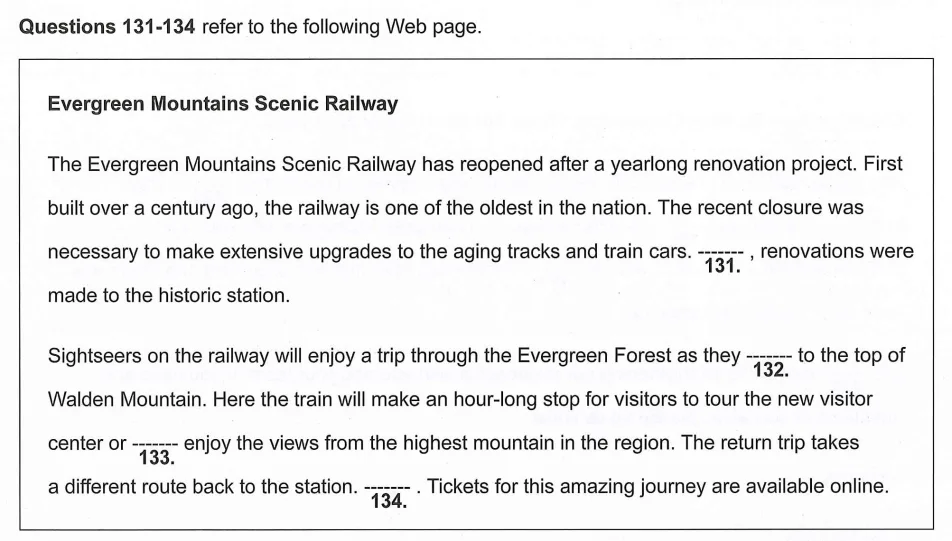 Questions 131-134 refer to the following Web page.
Evergreen Mountains Scenic Railway
The Evergreen Mountains Scenic Railway has reopened after a yearlong renovation project. First
built over a century ago, the railway is one of the oldest in the nation. The recent closure was
necessary to make extensive upgrades to the aging tracks and train cars. ------- , renovations were
131.
made to the historic station.
Sightseers on the railway will enjoy a trip through the Evergreen Forest as they ------- to the top of
132.
Walden Mountain. Here the train will make an hour-long stop for visitors to tour the new visitor
center or ------- enjoy the views from the highest mountain in the region. The return trip takes
133.
a different route back to the station. ------- . Tickets for this amazing journey are available online.
134.